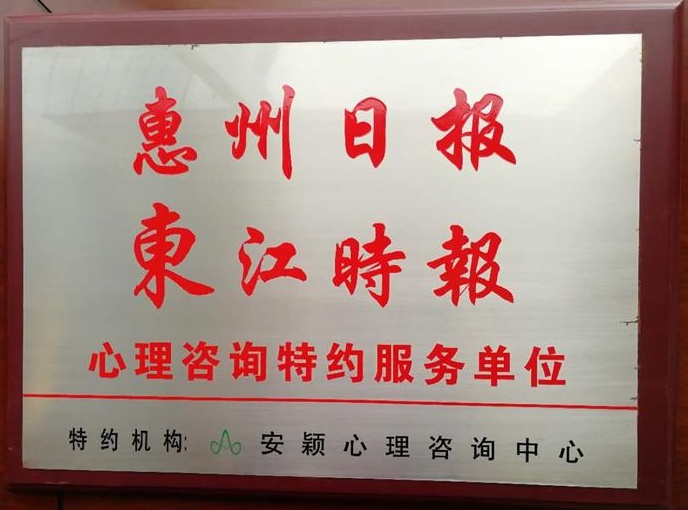 惠州日报
東江時報
心理咨询特约服务单位
特约机构: 安颖心理咨询中心